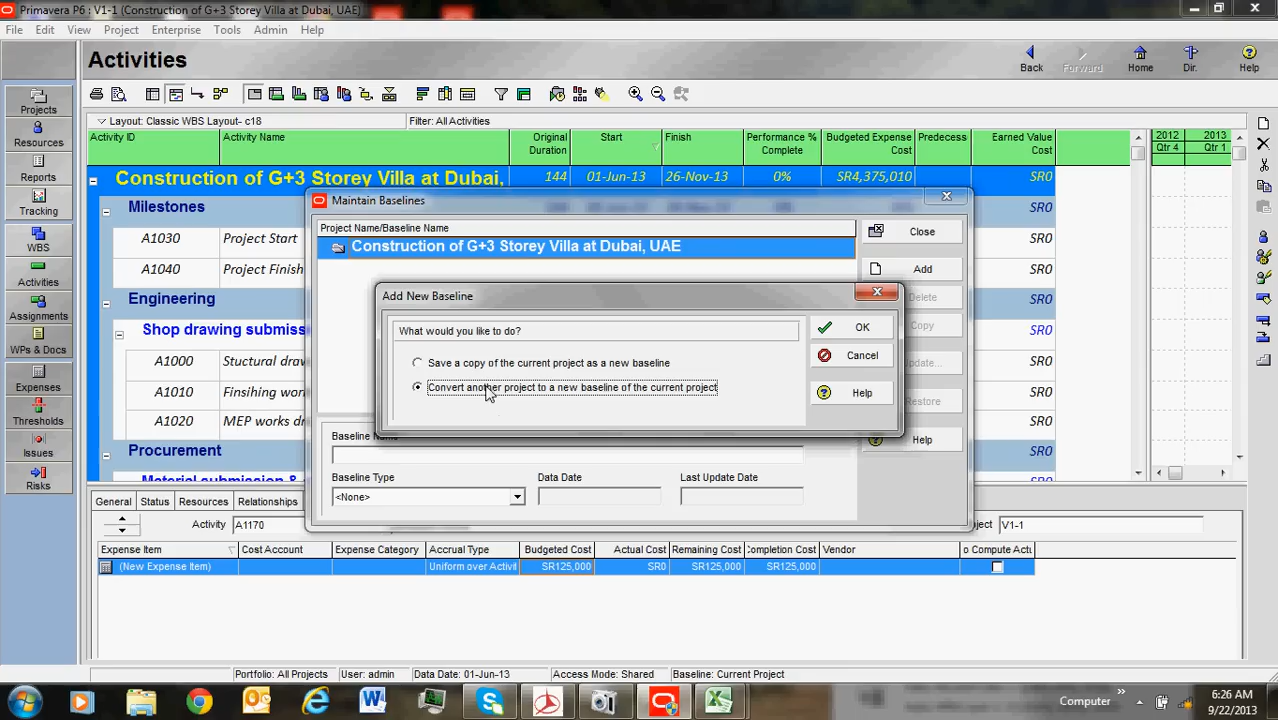 Primavera P6 : V1-1 (Construction of G+3 Storey Villa at Dubai, UAE)
File Edit View Project Enterprise Tools Admin Help
Activities
Back Forward Home Dir. Help
Layout: Classic WBS Layout- c18 Filter: All Activities
Activity ID Activity Name Original Duration Start Finish Performance % Complete Budgeted Expense Cost Predecess Earned Value Cost 2012 2013
Qtr 4 Qtr 1
Construction of G+3 Storey Villa at Dubai, 144 01-Jun-13 26-Nov-13 0% SR4,375,010 SR0
Milestones SR0
A1030 Project Start SR0
A1040 Project Finish SR0
Engineering SR0
Shop drawing submiss SR0
A1000 Stuctural draw SR0
A1010 Finsihing works SR0
A1020 MEP works dr SR0
Procurement SR0
Projects
Resources
Reports
Tracking
WBS
Activities
Assignments
WPs & Docs
Expenses
Thresholds
Issues
Risks
Maintain Baselines
Project Name/Baseline Name
Construction of G+3 Storey Villa at Dubai, UAE
Close
Add
Delete
Copy
Update...
Restore
Help
Add New Baseline
What would you like to do?
Save a copy of the current project as a new baseline
Convert another project to a new baseline of the current project
OK
Cancel
Help
Baseline Name
Baseline Type Data Date Last Update Date
<None>
General Status Resources Relationships
Activity A1170 V1-1
Expense Item Cost Account Expense Category Accrual Type Budgeted Cost Actual Cost Remaining Cost Completion Cost Vendor o Compute Actu
(New Expense Item) Uniform over Activit SR125,000 SR0 SR125,000 SR125,000
Portfolio: All Projects User: admin Data Date: 01-Jun-13 Access Mode: Shared Baseline: Current Project
Computer
6:26 AM
9/22/2013